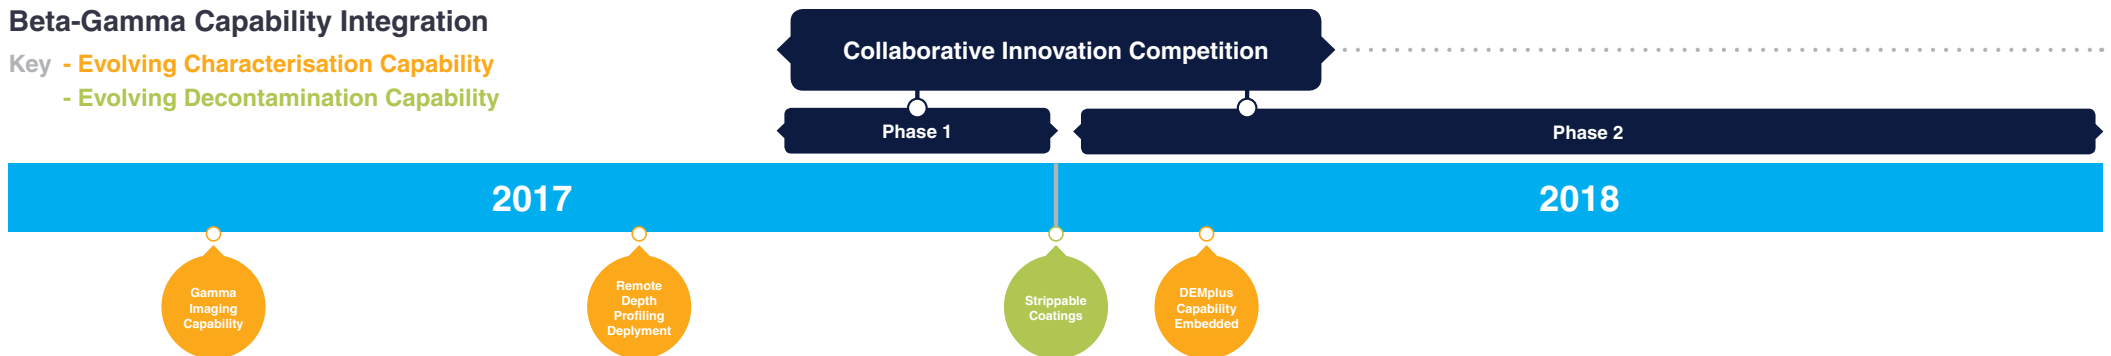 Beta-Gamma Capability Integration
Key - Evolving Characterisation Capability
- Evolving Decontamination Capability
Collaborative Innovation Competition
Phase 1
Phase 2
2017
2018
Gamma
Imaging
Capability
Remote
Depth
Profiling
Deplyment
Strippable
Coatings
DEMplus
Capability
Embedded